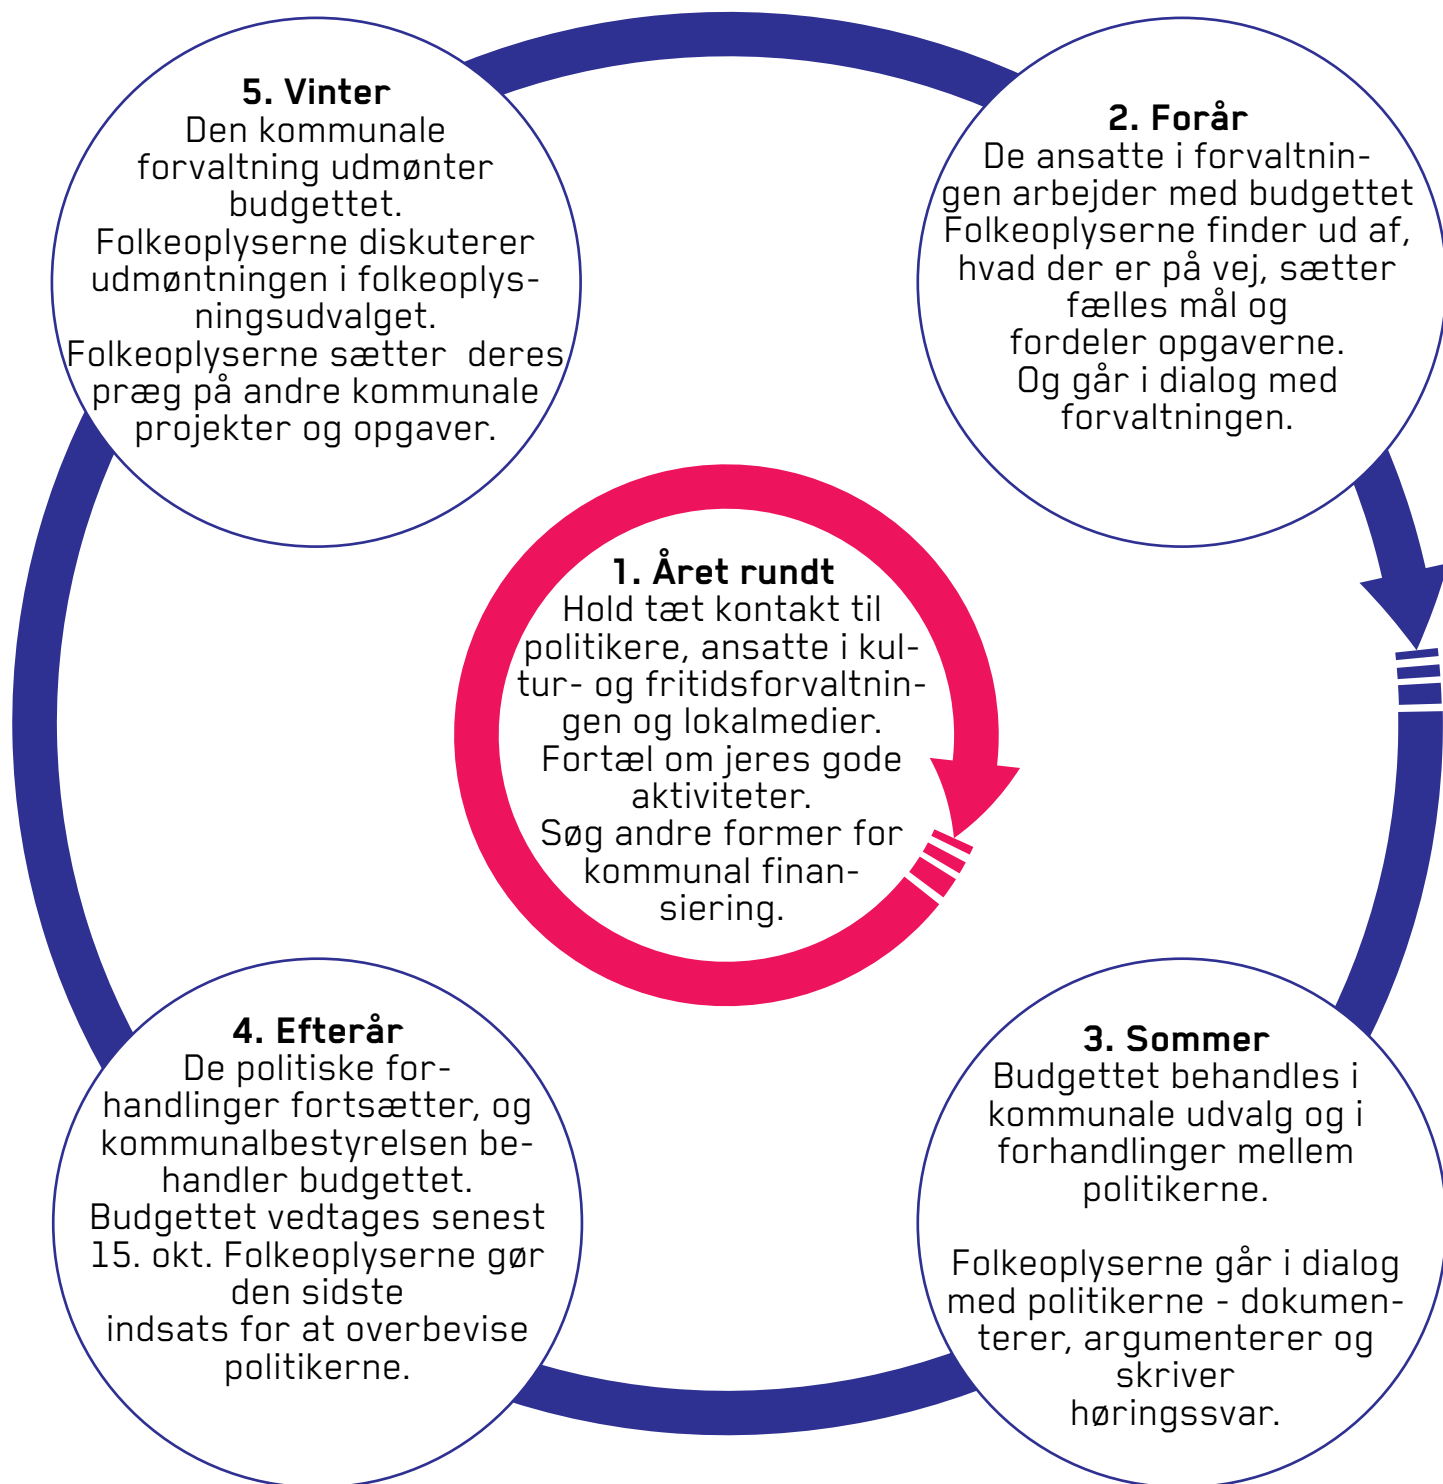 1. Året rundt
Hold tæt kontakt til
politikere, ansatte i kul-
tur- og fritidsforvaltnin-
gen og lokalmedier.
Fortæl om jeres gode
aktiviteter.
Søg andre former for
kommunal finan-
siering.
2. Forår
De ansatte i forvaltnin-
gen arbejder med budgettet
Folkeoplyserne finder ud af,
hvad der er på vej, sætter
fælles mål og
fordeler opgaverne.
Og går i dialog med
forvaltningen.
3. Sommer
Budgettet behandles i
kommunale udvalg og i
forhandlinger mellem
politikerne.
Folkeoplyserne går i dialog
med politikerne - dokumen-
terer, argumenterer og
skriver
høringssvar.
4. Efterår
De politiske for-
handlinger fortsætter, og
kommunalbestyrelsen be-
handler budgettet.
Budgettet vedtages senest
15. okt. Folkeoplyserne gør
den sidste
indsats for at overbevise
politikerne.
5. Vinter
Den kommunale
forvaltning udmønter
budgettet.
Folkeoplyserne diskuterer
udmøntningen i folkeoplys-
ningsudvalget.
Folkeoplyserne sætter  deres
præg på andre kommunale
projekter og opgaver.